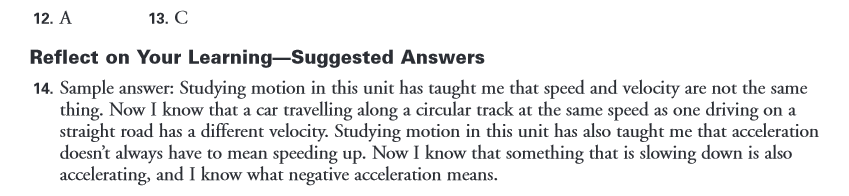 12. A 13. C
Reflect on Your Learning—Suggested Answers
14. Sample answer: Studying motion in this unit has taught me that speed and velocity are not the same
thing. Now I know that a car travelling along a circular track at the same speed as one driving on a
straight road has a different velocity. Studying motion in this unit has also taught me that acceleration
doesn’t always have to mean speeding up. Now I know that something that is slowing down is also
accelerating, and I know what negative acceleration means.